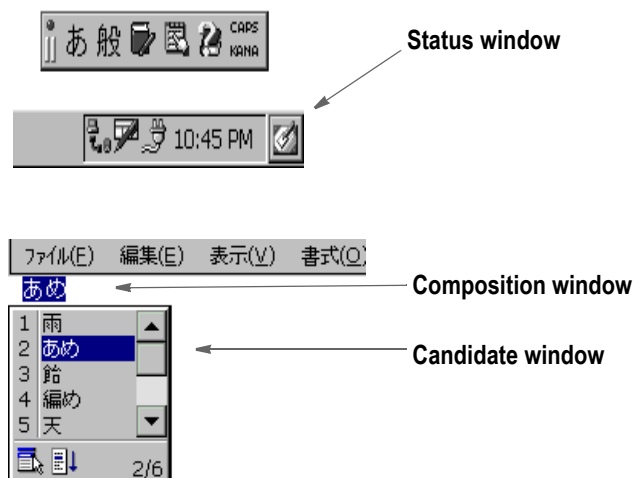 あ 般 CAPS
KANA
Status window
10:45 PM
ファイル(F) 編集(E) 表示(V) 書式(O)
あめ
Composition window
1 雨
2 あめ
3 飴
4 編め
5 天
Candidate window
2/6